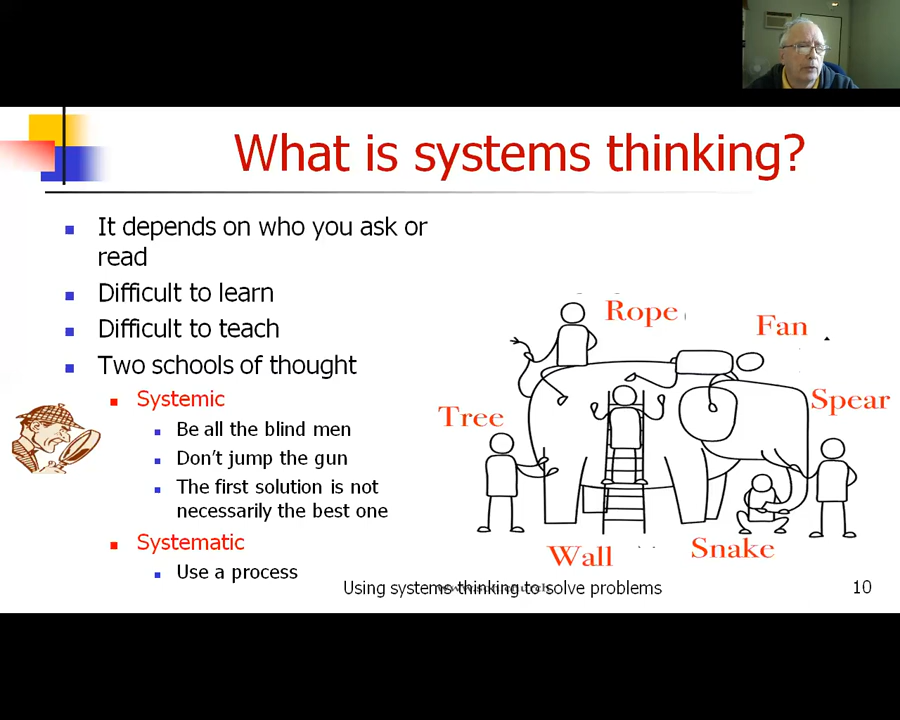 What is systems thinking?
It depends on who you ask or
read
Difficult to learn
Difficult to teach
Two schools of thought
Systemic
Be all the blind men
Don't jump the gun
The first solution is not
necessarily the best one
Systematic
Use a process
Rope
Fan
Spear
Tree
Wall
Snake
Using systems thinking to solve problems
10